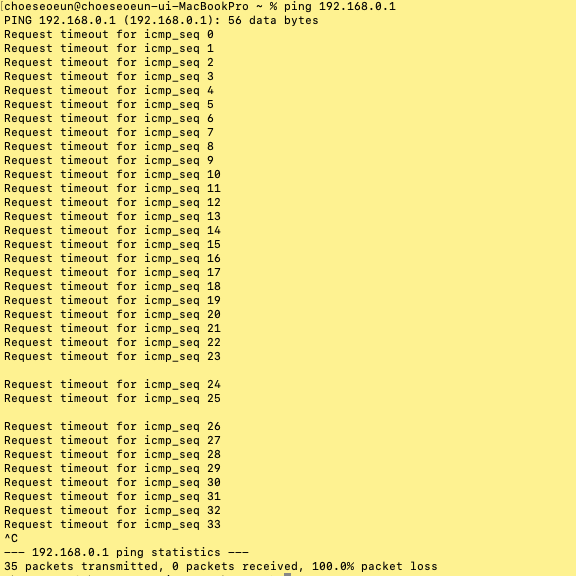 [choeseoeun@choeseoeun-ui-MacBookPro ~ % ping 192.168.0.1
PING 192.168.0.1 (192.168.0.1): 56 data bytes
Request timeout for icmp_seq 0
Request timeout for icmp_seq 1
Request timeout for icmp_seq 2
Request timeout for icmp_seq 3
Request timeout for icmp_seq 4
Request timeout for icmp_seq 5
Request timeout for icmp_seq 6
Request timeout for icmp_seq 7
Request timeout for icmp_seq 8
Request timeout for icmp_seq 9
Request timeout for icmp_seq 10
Request timeout for icmp_seq 11
Request timeout for icmp_seq 12
Request timeout for icmp_seq 13
Request timeout for icmp_seq 14
Request timeout for icmp_seq 15
Request timeout for icmp_seq 16
Request timeout for icmp_seq 17
Request timeout for icmp_seq 18
Request timeout for icmp_seq 19
Request timeout for icmp_seq 20
Request timeout for icmp_seq 21
Request timeout for icmp_seq 22
Request timeout for icmp_seq 23
Request timeout for icmp_seq 24
Request timeout for icmp_seq 25
Request timeout for icmp_seq 26
Request timeout for icmp_seq 27
Request timeout for icmp_seq 28
Request timeout for icmp_seq 29
Request timeout for icmp_seq 30
Request timeout for icmp_seq 31
Request timeout for icmp_seq 32
Request timeout for icmp_seq 33
^C
--- 192.168.0.1 ping statistics ---
35 packets transmitted, 0 packets received, 100.0% packet loss